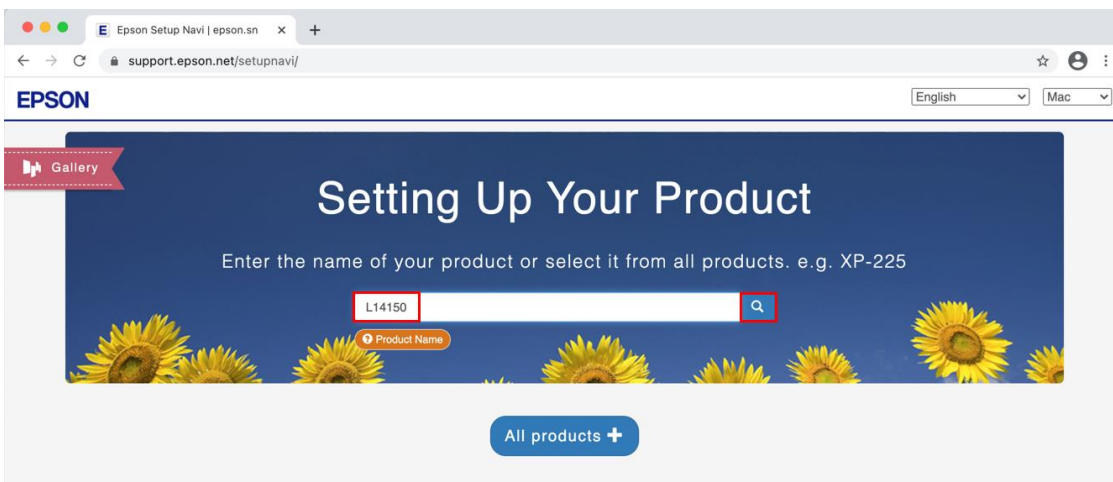 Epson Setup Navi | epson.sn
support.epson.net/setupnavi/
EPSON
English
Mac
Gallery
Setting Up Your Product
Enter the name of your product or select it from all products. e.g. XP-225
L14150
Product Name
All products